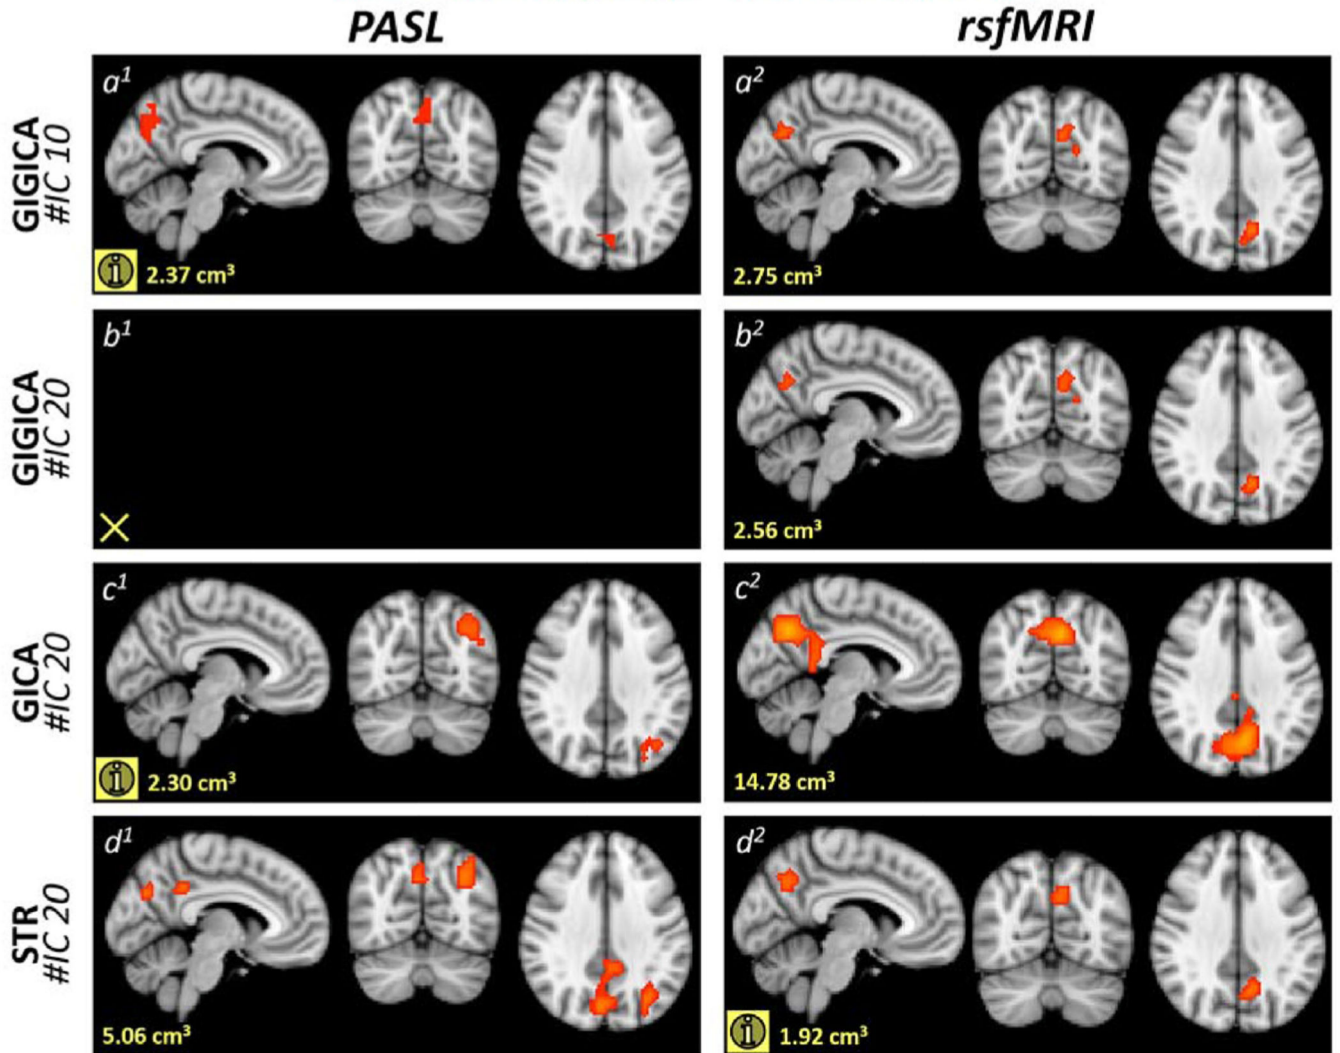 PASL
rsfMRI
GIGICA
#IC 10
a¹
i
2.37 cm³
a²
2.75 cm³
GIGICA
#IC 20
b¹
b²
2.56 cm³
GICA
#IC 20
c¹
i
2.30 cm³
c²
14.78 cm³
STR
#IC 20
d¹
5.06 cm³
d²
i
1.92 cm³